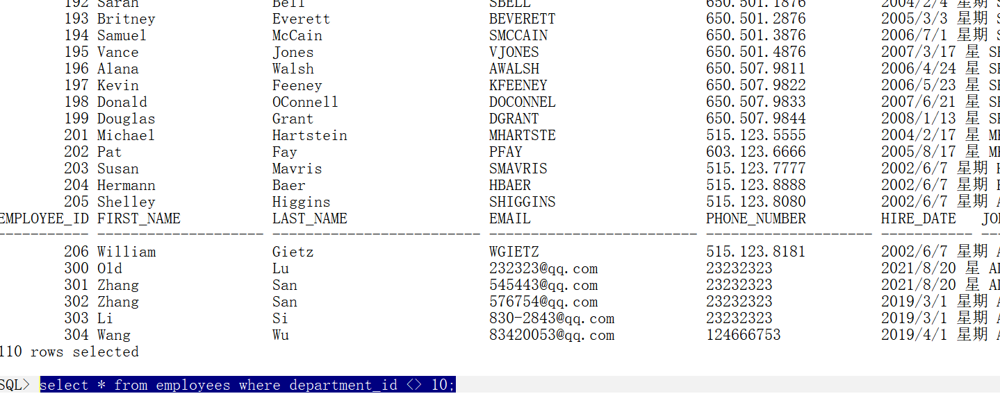 192 Sarah Bell SBELL 650.501.1876 2004/2/4 星期
193 Britney Everett BEVERETT 650.501.2876 2005/3/3 星期 S
194 Samuel McCain SMCCAIN 650.501.3876 2006/7/1 星期 S
195 Vance Jones VJONES 650.501.4876 2007/3/17 星 SH
196 Alana Walsh AWALSH 650.507.9811 2006/4/24 星 SH
197 Kevin Feeney KFEENEY 650.507.9822 2006/5/23 星 SH
198 Donald OConnell DOCONNEL 650.507.9833 2007/6/21 星 SH
199 Douglas Grant DGRANT 650.507.9844 2008/1/13 星 SH
201 Michael Hartstein MHARTSTE 515.123.5555 2004/2/17 星 MK
202 Pat Fay PFAY 603.123.6666 2005/8/17 星 MK
203 Susan Mavris SMAVRIS 515.123.7777 2002/6/7 星期 H
204 Hermann Baer HBAER 515.123.8888 2002/6/7 星期
205 Shelley Higgins SHIGGINS 515.123.8080 2002/6/7 星期 A
EMPLOYEE_ID FIRST_NAME LAST_NAME EMAIL PHONE_NUMBER HIRE_DATE JO
----------- -------------------- ------------------------- ------------------------- -------------------- ----------- --
206 William Gietz WGIETZ 515.123.8181 2002/6/7 星期 A
300 Old Lu 232323@qq.com 23232323 2021/8/20 星 AD
301 Zhang San 545443@qq.com 23232323 2021/8/20 星 AD
302 Zhang San 576754@qq.com 23232323 2019/3/1 星期 A
303 Li Si 830-2843@qq.com 23232323 2019/3/1 星期 A
304 Wang Wu 83420053@qq.com 124666753 2019/4/1 星期 A
110 rows selected
SQL> select * from employees where department_id <> 10;